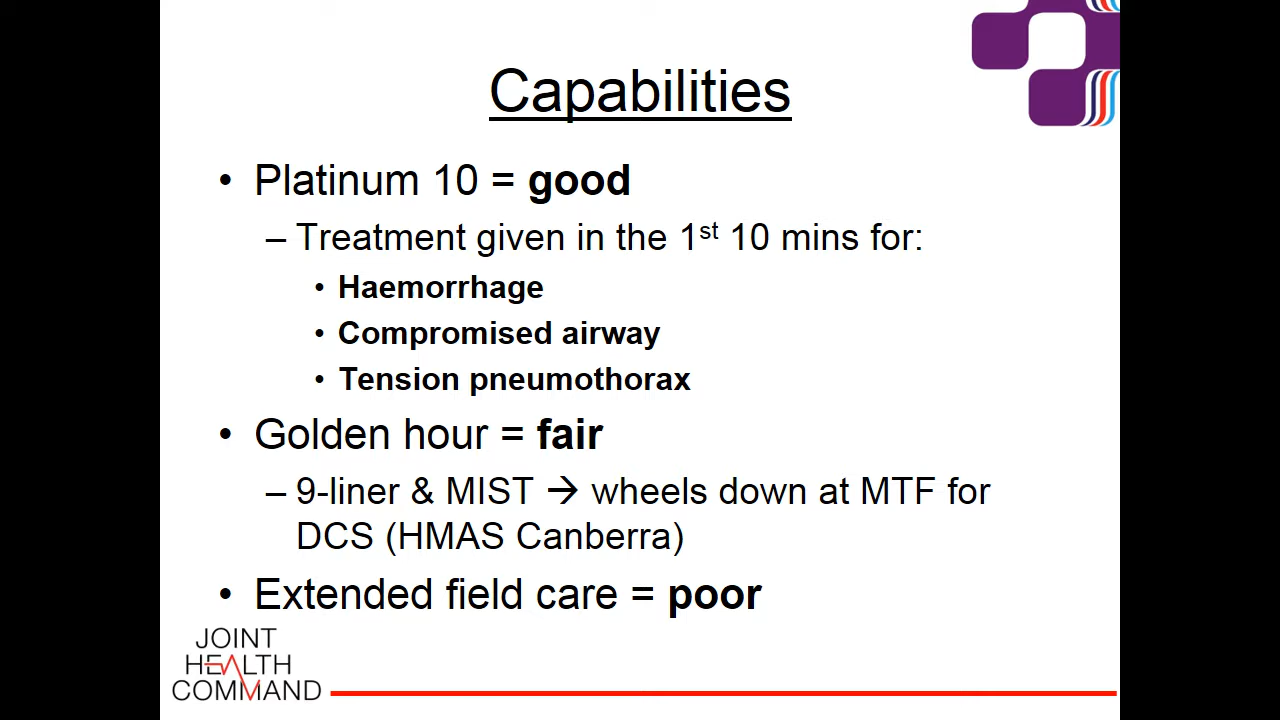 Capabilities
• Platinum 10 = good
– Treatment given in the 1st 10 mins for:
• Haemorrhage
• Compromised airway
• Tension pneumothorax
• Golden hour = fair
– 9-liner & MIST → wheels down at MTF for
DCS (HMAS Canberra)
• Extended field care = poor
JOINT
HEALTH
COMMAND